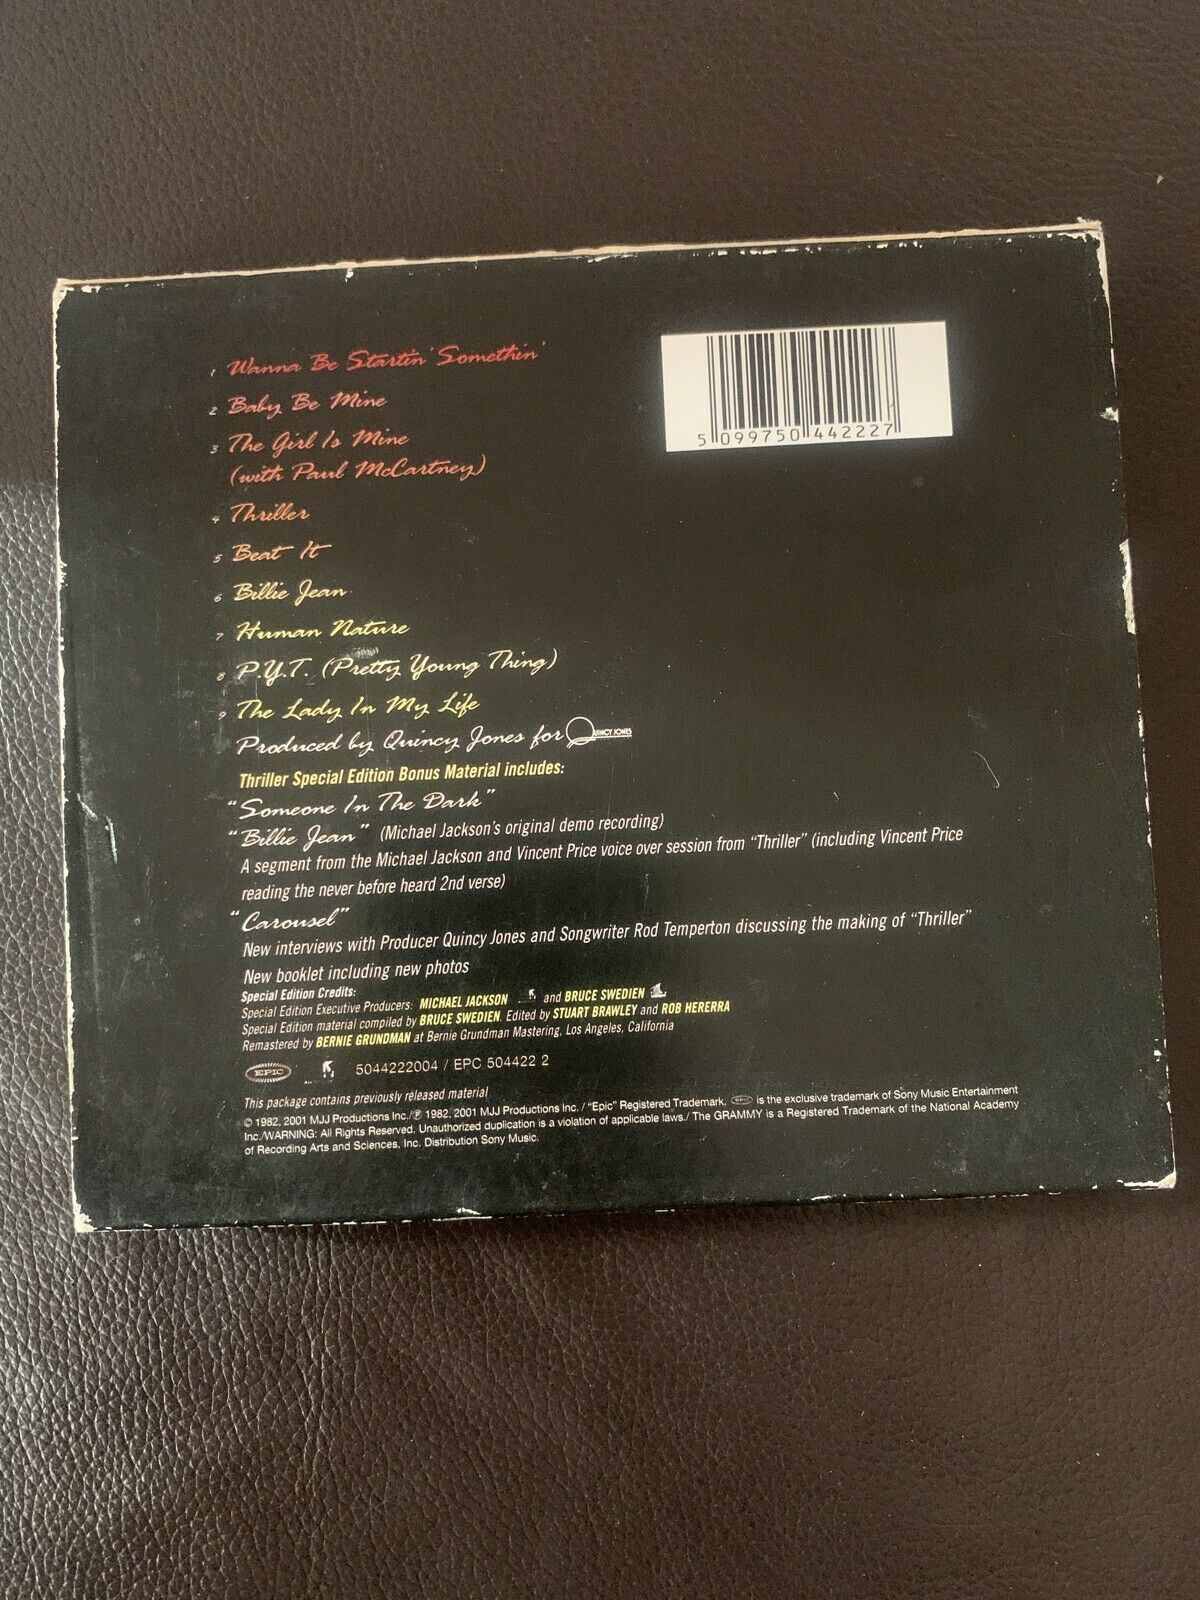 1 Wanna Be Startin' Somethin'
2 Baby Be Mine
3 The Girl Is Mine
(with Paul McCartney)
4 Thriller
5 Beat It
6 Billie Jean
7 Human Nature
8 P.Y.T. (Pretty Young Thing)
9 The Lady In My Life
Produced by Quincy Jones for QUINCY JONES
Thriller Special Edition Bonus Material includes:
"Someone In The Dark"
"Billie Jean" (Michael Jackson's original demo recording)
A segment from the Michael Jackson and Vincent Price voice over session from "Thriller" (including Vincent Price
reading the never before heard 2nd verse)
"Carousel"
New interviews with Producer Quincy Jones and Songwriter Rod Temperton discussing the making of "Thriller"
New booklet including new photos
Special Edition Credits:
Special Edition Executive Producers: MICHAEL JACKSON and BRUCE SWEDIEN
Special Edition material compiled by BRUCE SWEDIEN. Edited by STUART BRAWLEY and ROB HERERRA
Remastered by BERNIE GRUNDMAN at Bernie Grundman Mastering, Los Angeles, California
EPIC 5044222004 / EPC 504422 2
This package contains previously released material
© 1982, 2001 MJJ Productions Inc./℗ 1982, 2001 MJJ Productions Inc. / "Epic" Registered Trademark. EPIC is the exclusive trademark of Sony Music Entertainment
Inc./WARNING: All Rights Reserved. Unauthorized duplication is a violation of applicable laws./ The GRAMMY is a Registered Trademark of the National Academy
of Recording Arts and Sciences, Inc. Distribution Sony Music.
5 099750 442227